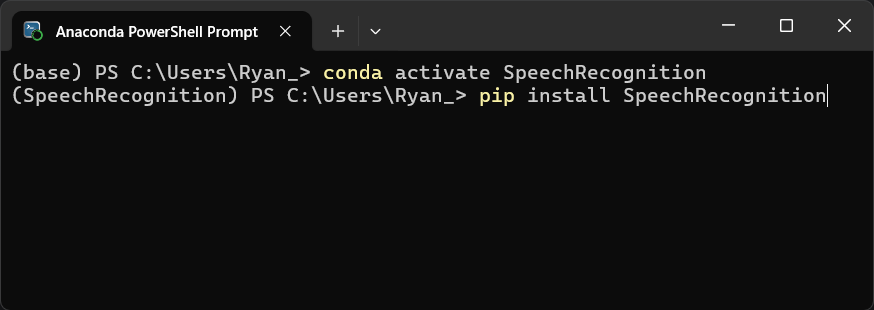 Anaconda PowerShell Prompt
(base) PS C:\Users\Ryan_> conda activate SpeechRecognition
(SpeechRecognition) PS C:\Users\Ryan_> pip install SpeechRecognition